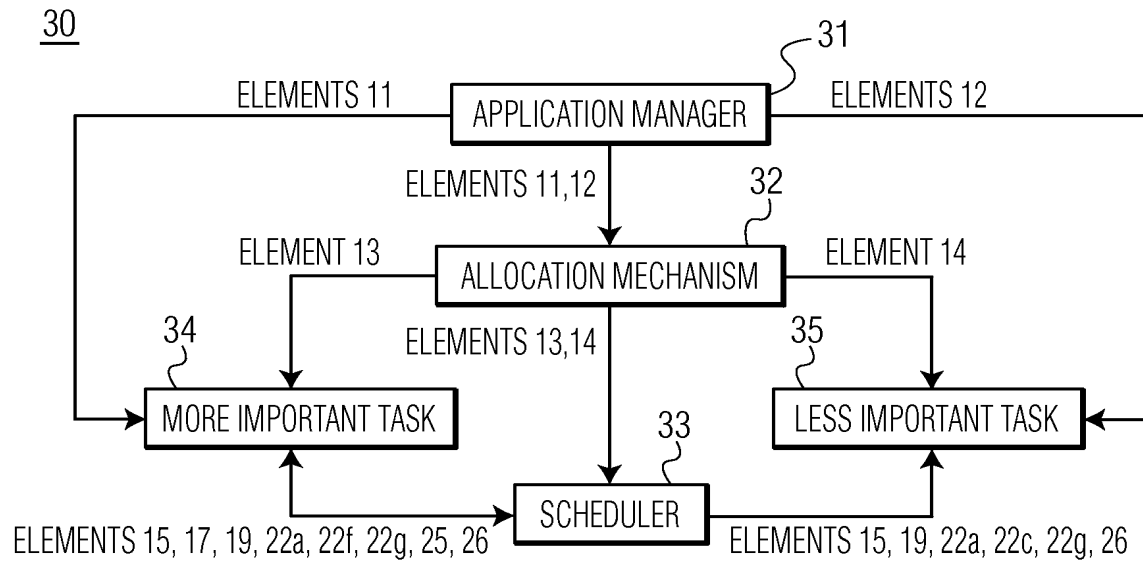 30
31
ELEMENTS 11
APPLICATION MANAGER
ELEMENTS 12
ELEMENTS 11,12
32
ELEMENT 13
ALLOCATION MECHANISM
ELEMENT 14
34
ELEMENTS 13,14
35
MORE IMPORTANT TASK
LESS IMPORTANT TASK
33
SCHEDULER
ELEMENTS 15, 17, 19, 22a, 22f, 22g, 25, 26
ELEMENTS 15, 19, 22a, 22c, 22g, 26